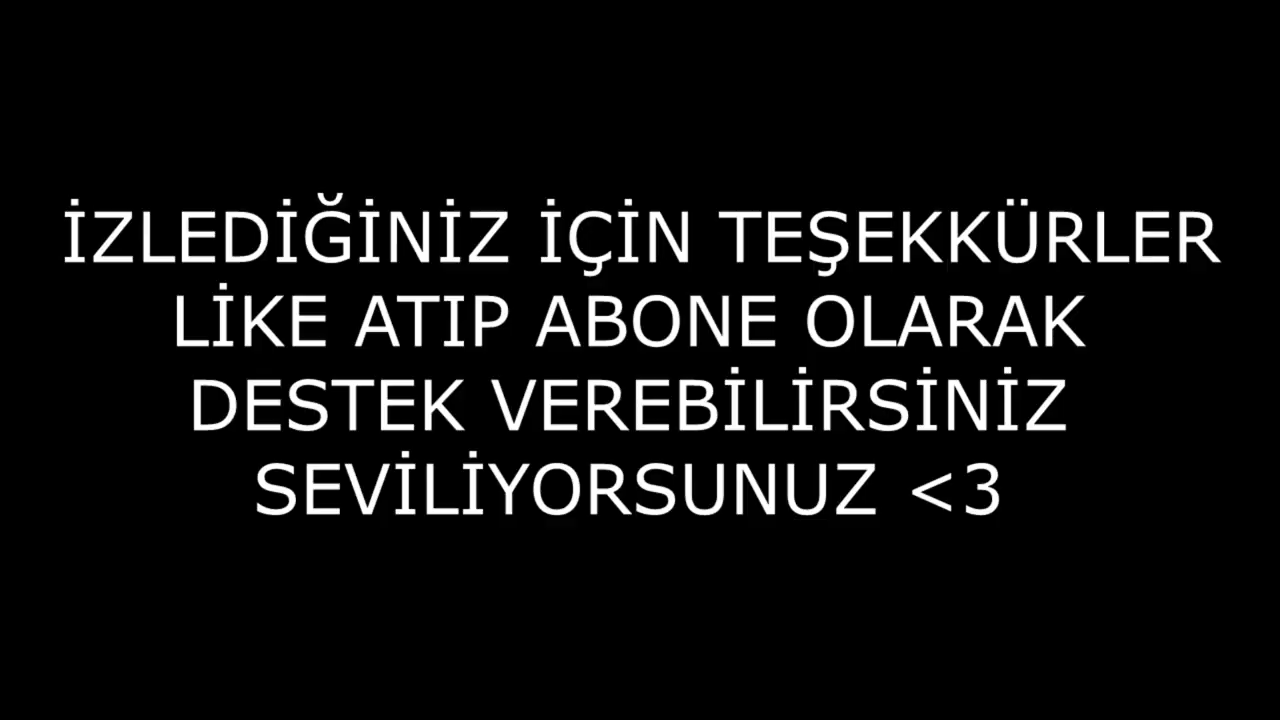 İZLEDİĞİNİZ İÇİN TEŞEKKÜRLER
LİKE ATIP ABONE OLARAK
DESTEK VEREBİLİRSİNİZ
SEVİLİYORSUNUZ <3